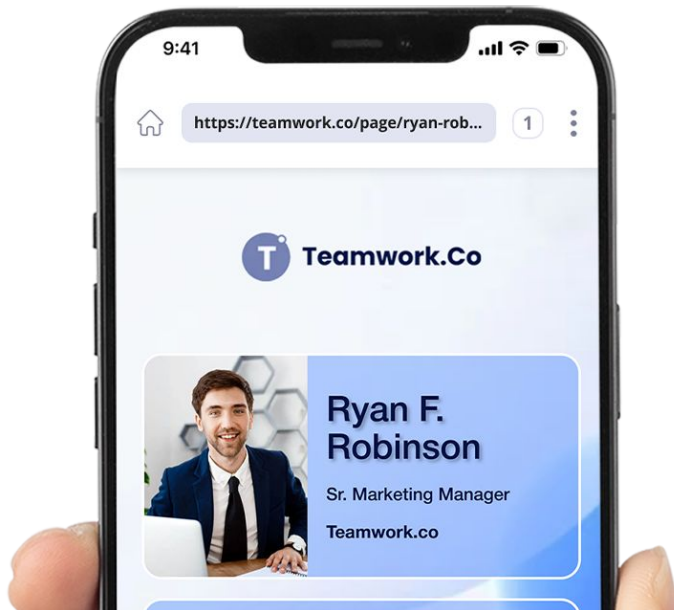 9:41
https://teamwork.co/page/ryan-rob...
1
T
Teamwork.Co
Ryan F.
Robinson
Sr. Marketing Manager
Teamwork.co